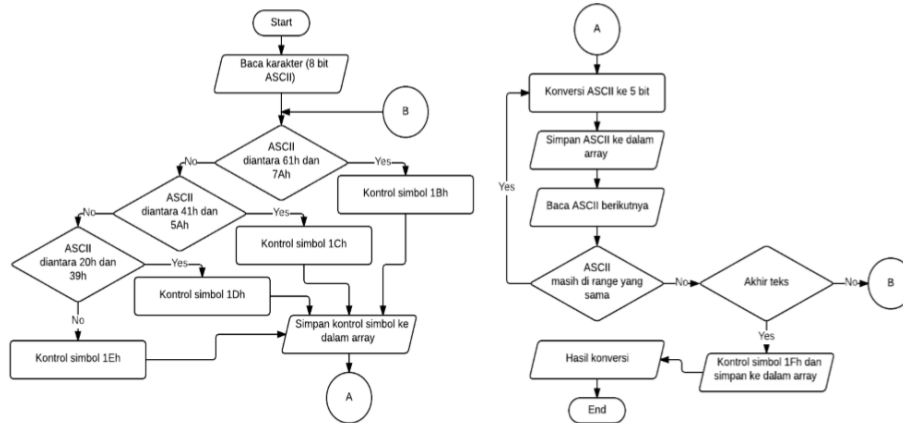 Start
Baca karakter (8 bit
ASCII)
B
ASCII
diantara 61h dan
7Ah
No
Yes
Kontrol simbol 1Bh
ASCII
diantara 41h dan
5Ah
No
Yes
Kontrol simbol 1Ch
ASCII
diantara 20h dan
39h
Yes
Kontrol simbol 1Dh
No
Kontrol simbol 1Eh
Simpan kontrol simbol ke
dalam array
A
A
Konversi ASCII ke 5 bit
Simpan ASCII ke dalam
array
Yes
Baca ASCII berikutnya
ASCII
masih di range yang
sama
No
Akhir teks
No
B
Yes
Kontrol simbol 1Fh dan
simpan ke dalam array
Hasil konversi
End